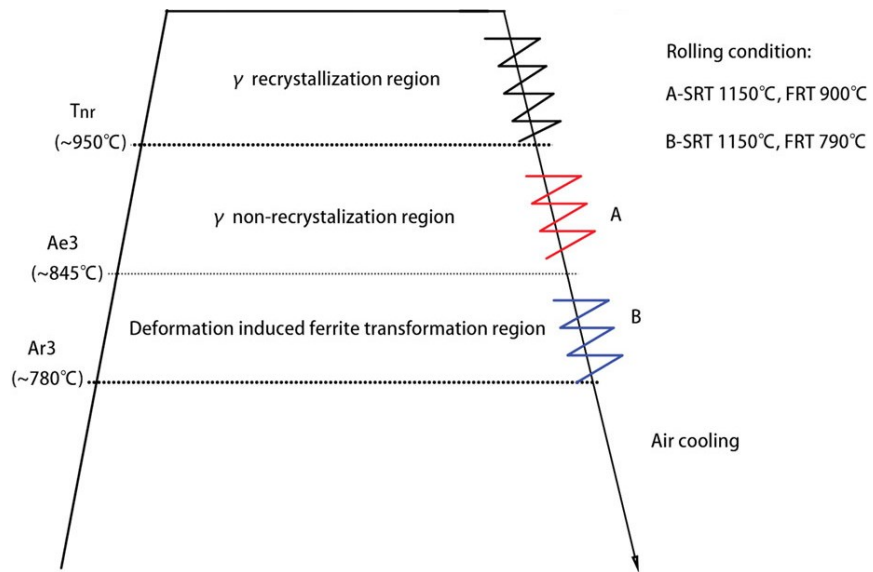 γ recrystallization region
Rolling condition:
A-SRT 1150℃, FRT 900℃
B-SRT 1150℃, FRT 790℃
Tnr
(~950℃)
γ non-recrystalization region
A
Ae3
(~845℃)
Deformation induced ferrite transformation region
B
Ar3
(~780℃)
Air cooling